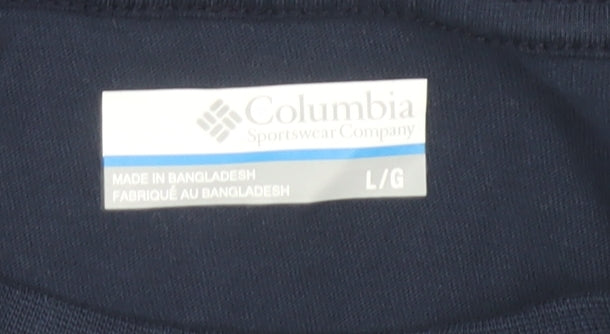 Columbia
Sportswear Company
MADE IN BANGLADESH
FABRIQUÉ AU BANGLADESH
L/G